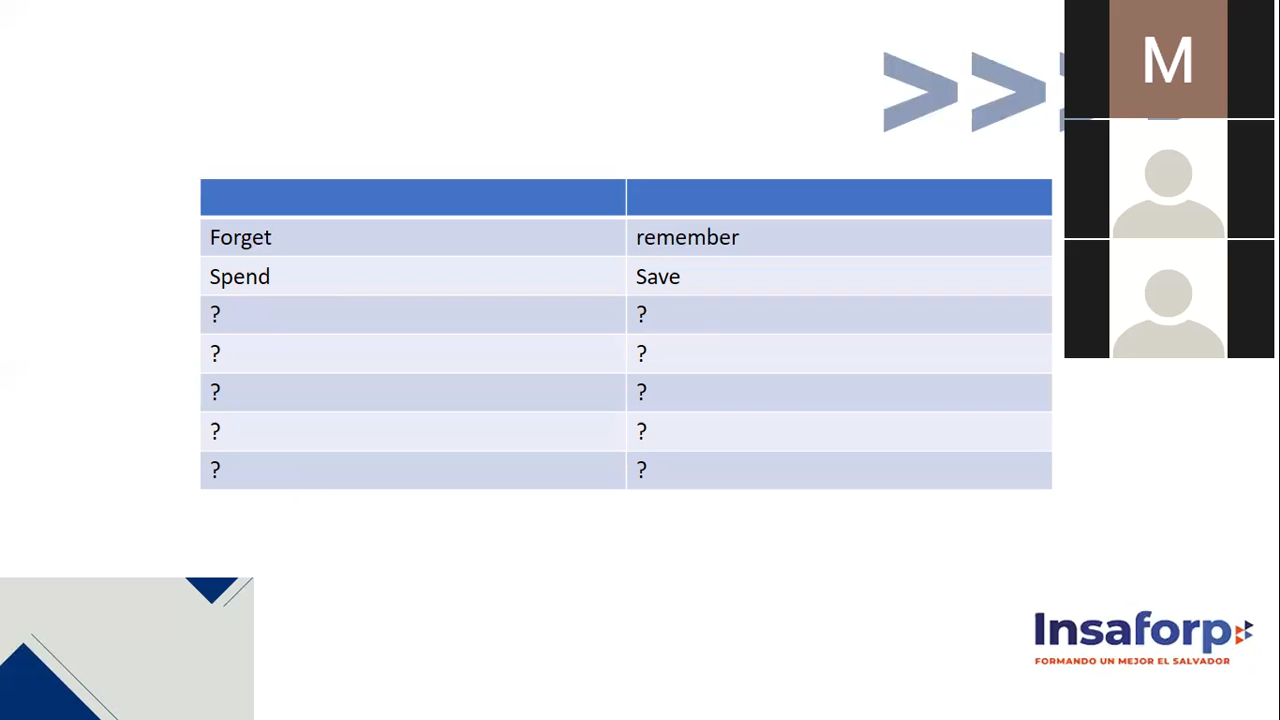 M
>>
Forget remember
Spend Save
? ?
? ?
? ?
? ?
? ?
Insaforp
FORMANDO UN MEJOR EL SALVADOR